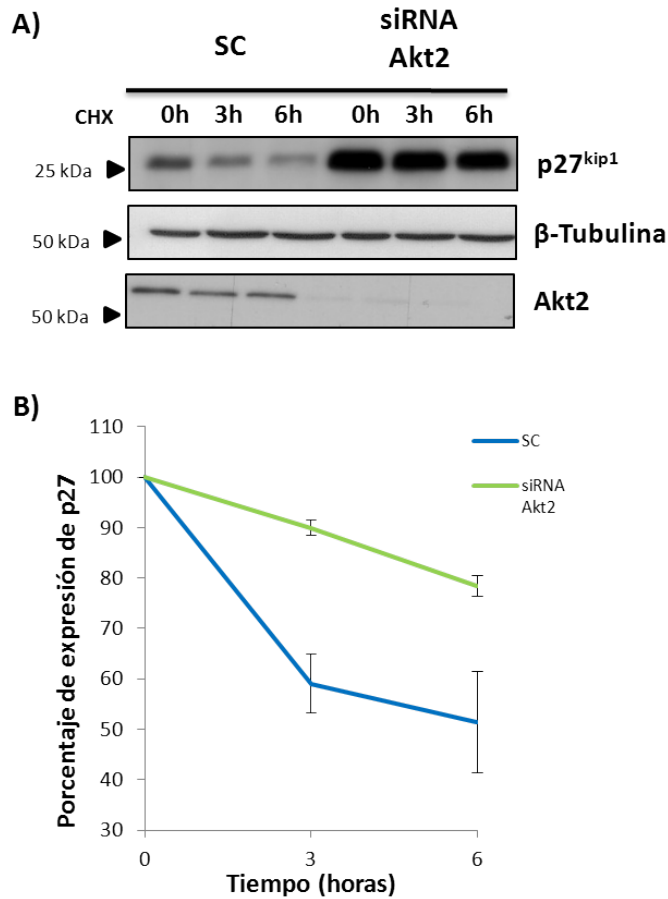 A)
SC
siRNA
Akt2
CHX 0h 3h 6h 0h 3h 6h
25 kDa
p27kip1
50 kDa
β-Tubulina
50 kDa
Akt2
B)
110
100
90
80
70
60
50
40
30
0 3 6
Porcentaje de expresión de p27
Tiempo (horas)
SC
siRNA
Akt2